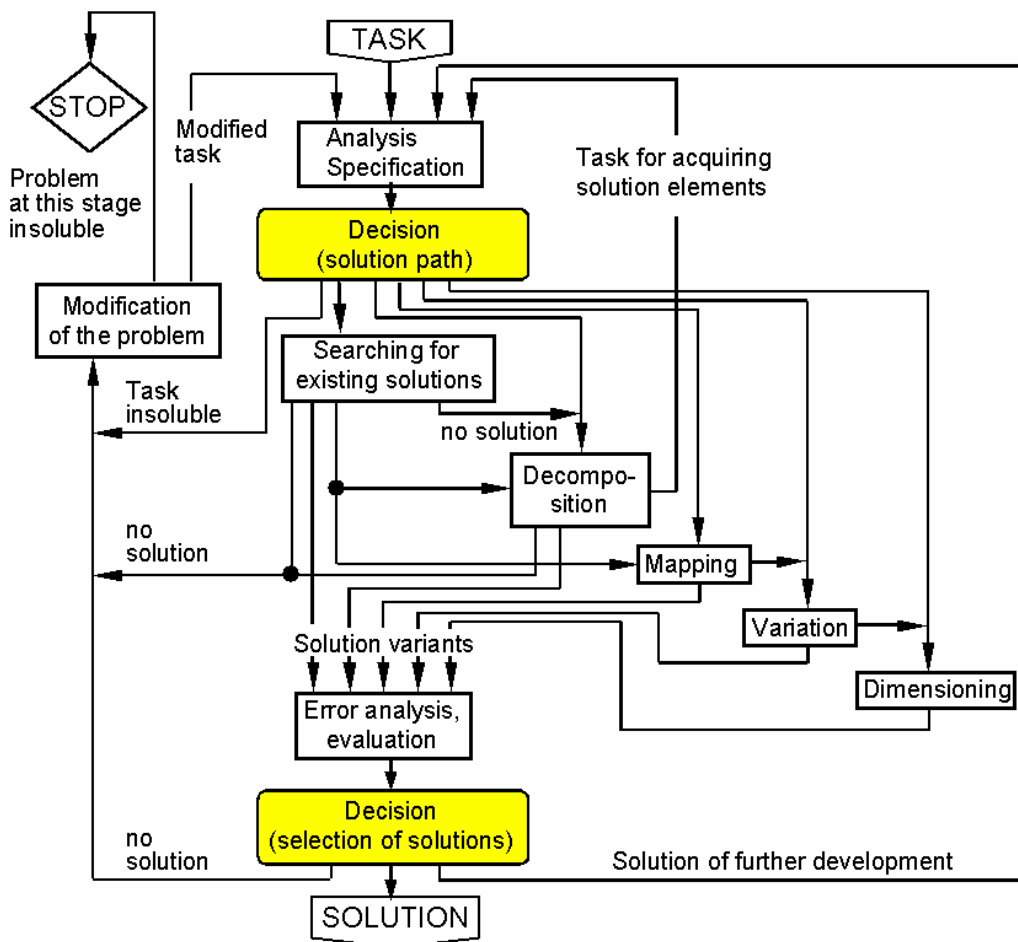 TASK
STOP
Modified
task
Analysis
Specification
Task for acquiring
solution elements
Problem
at this stage
insoluble
Decision
(solution path)
Modification
of the problem
Searching for
existing solutions
Task
insoluble
no solution
Decompo-
sition
no
solution
Mapping
Variation
Solution variants
Dimensioning
Error analysis,
evaluation
Decision
(selection of solutions)
no
solution
Solution of further development
SOLUTION